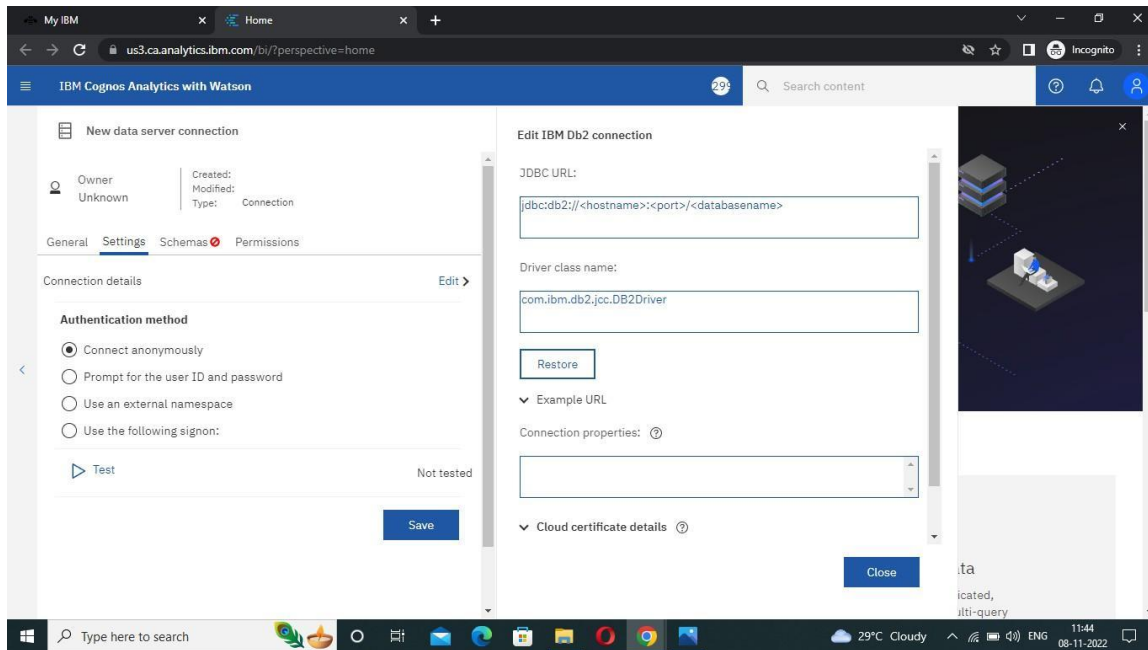 My IBM
Home
us3.ca.analytics.ibm.com/bi/?perspective=home
Incognito
IBM Cognos Analytics with Watson
Search content
New data server connection
Owner
Unknown
Created:
Modified:
Type: Connection
General Settings Schemas Permissions
Connection details
Edit
Authentication method
Connect anonymously
Prompt for the user ID and password
Use an external namespace
Use the following signon:
Test
Not tested
Save
Edit IBM Db2 connection
JDBC URL:
jdbc:db2://<hostname>:<port>/<databasename>
Driver class name:
com.ibm.db2.jcc.DB2Driver
Restore
Example URL
Connection properties:
Cloud certificate details
Close
Type here to search
29°C Cloudy
ENG
11:44
08-11-2022